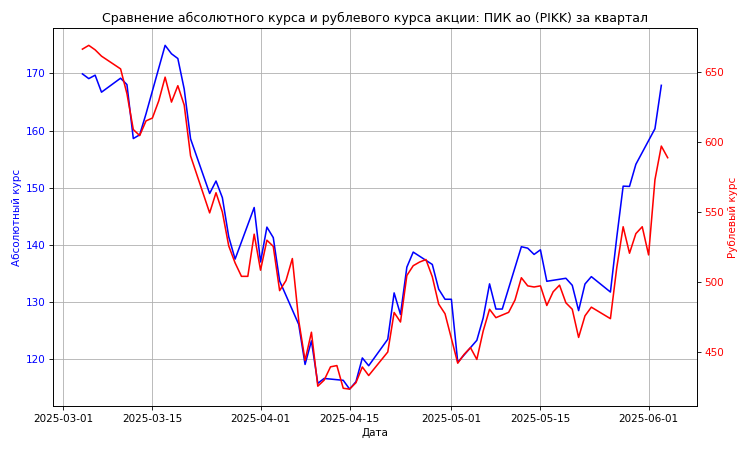 Сравнение абсолютного курса и рублевого курса акции: ПИК ао (PIKK) за квартал
170
160
150
140
130
120
Абсолютный курс
650
600
550
500
450
Рублевый курс
2025-03-01 2025-03-15 2025-04-01 2025-04-15 2025-05-01 2025-05-15 2025-06-01
Дата